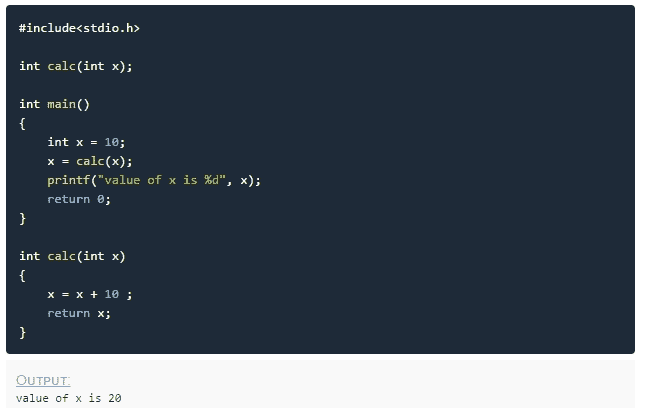 #include<stdio.h>
int calc(int x);
int main()
{
    int x = 10;
    x = calc(x);
    printf("value of x is %d", x);
    return 0;
}
int calc(int x)
{
    x = x + 10 ;
    return x;
}
OUTPUT:
value of x is 20